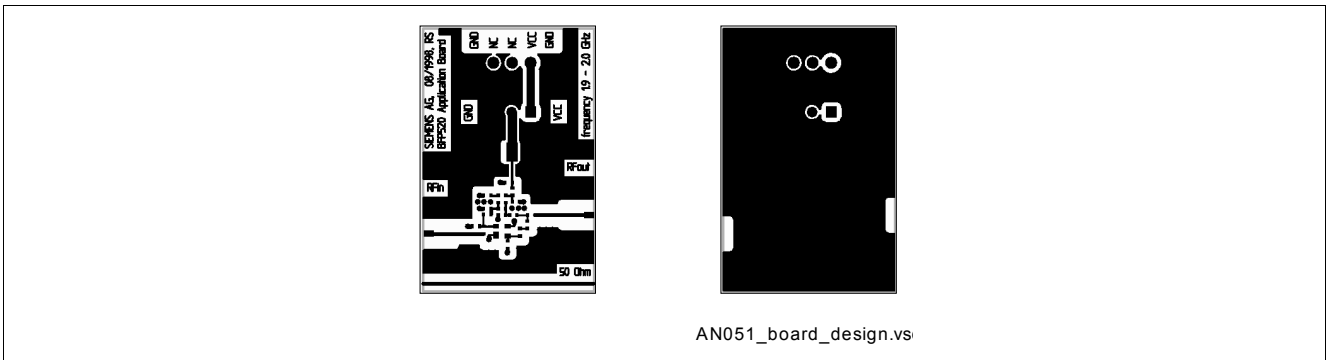 SIEMENS AG, 08/1998, RS
BFP520 Application Board
GND
NC
NC
VCC
GND
frequency 1.9 - 2.0 GHz
GND
VCC
RFout
RFin
50 Ohm
AN051_board_design.vs